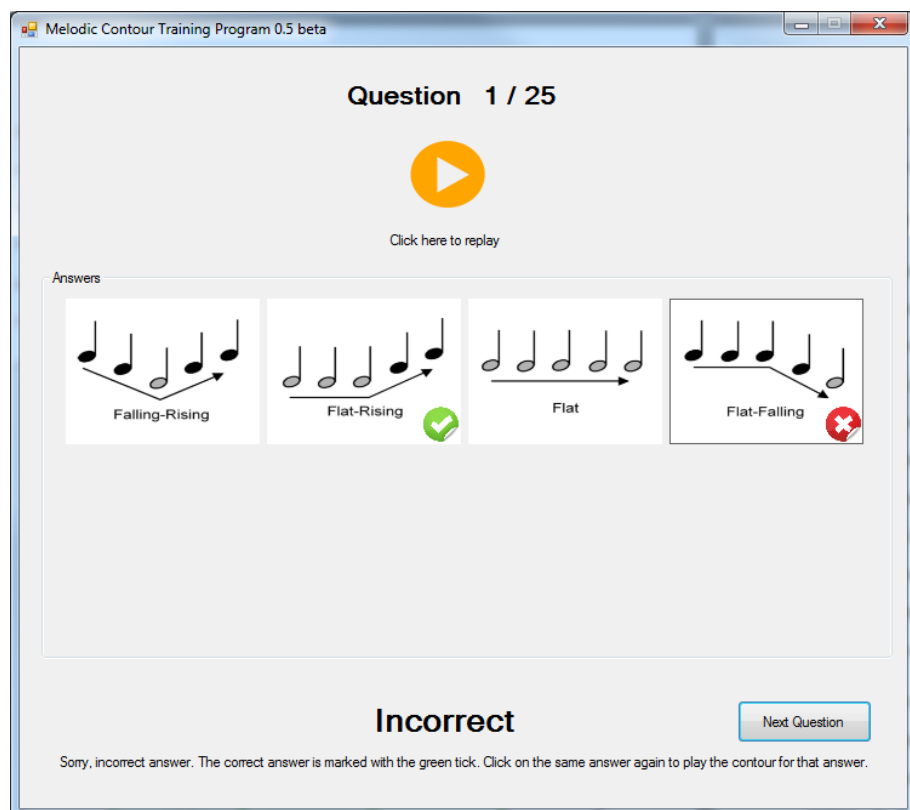 Melodic Contour Training Program 0.5 beta
Question 1 / 25
Click here to replay
Answers
Falling-Rising
Flat-Rising
Flat
Flat-Falling
Incorrect
Next Question
Sorry, incorrect answer. The correct answer is marked with the green tick. Click on the same answer again to play the contour for that answer.